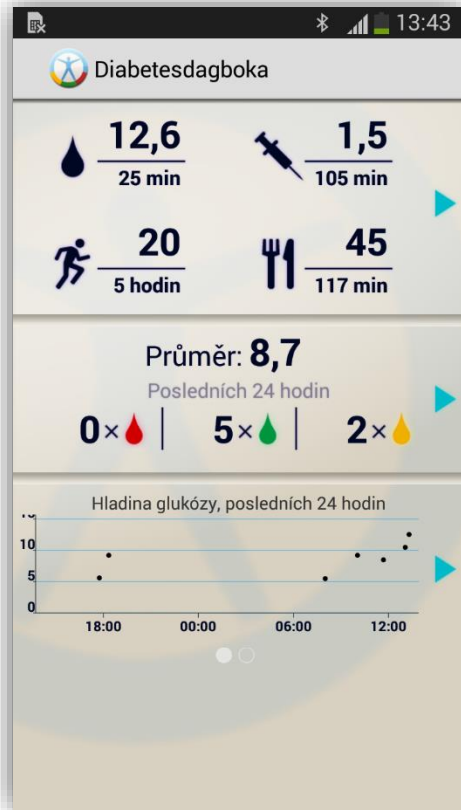 13:43
Diabetesdagboka
12,6
25 min
1,5
105 min
20
5 hodin
45
117 min
Průměr: 8,7
Posledních 24 hodin
0× 5× 2×
Hladina glukózy, posledních 24 hodin
10
5
0
18:00 00:00 06:00 12:00